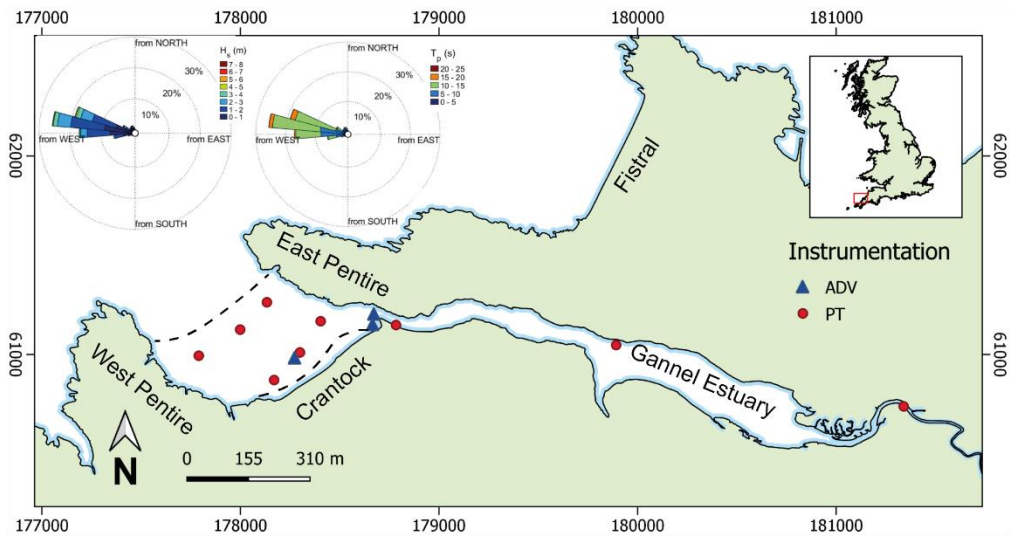 177000 178000 179000 180000 181000
from NORTH
from SOUTH
from WEST
from EAST
10%
20%
30%
H_s (m)
7 - 8
6 - 7
5 - 6
4 - 5
3 - 4
2 - 3
1 - 2
0 - 1
from NORTH
from SOUTH
from WEST
from EAST
10%
20%
30%
T_p (s)
20 - 25
15 - 20
10 - 15
5 - 10
0 - 5
62000
62000
Fistral
East Pentire
Instrumentation
ADV
PT
61000
61000
West Pentire
Crantock
Gannel Estuary
N
0 155 310 m
177000 178000 179000 180000 181000